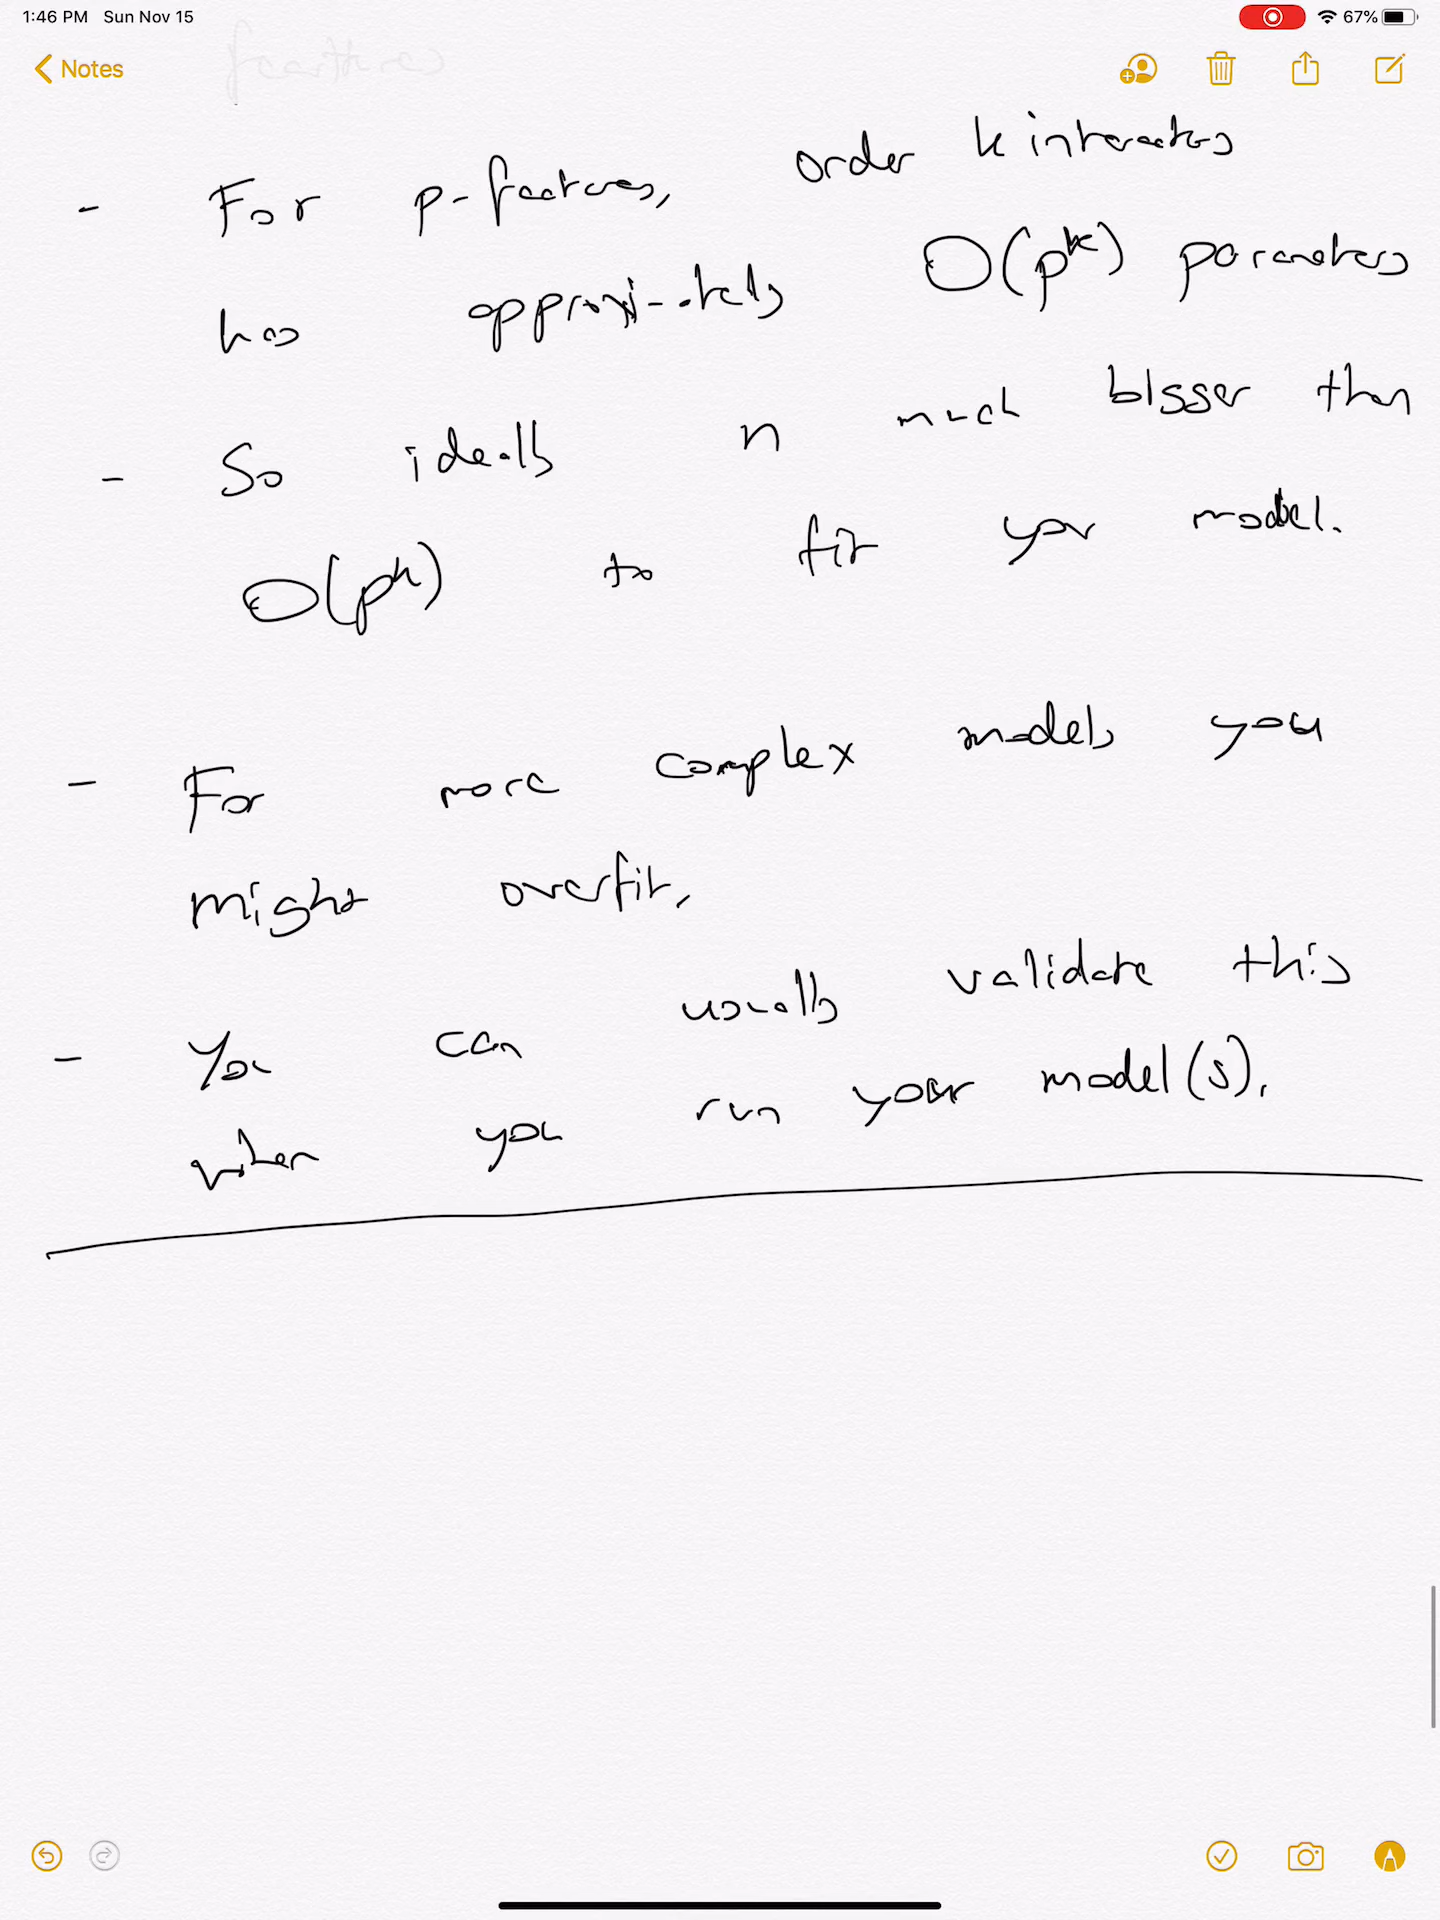 1:46 PM Sun Nov 15
67%
Notes
features
- For p-features, order k interactions
has approximately O(p^k) parameters
- So ideally n much bigger than
O(p^k) to fit your model.
- For more complex models you
might overfit.
- You can usually validate this
when you run your model(s).